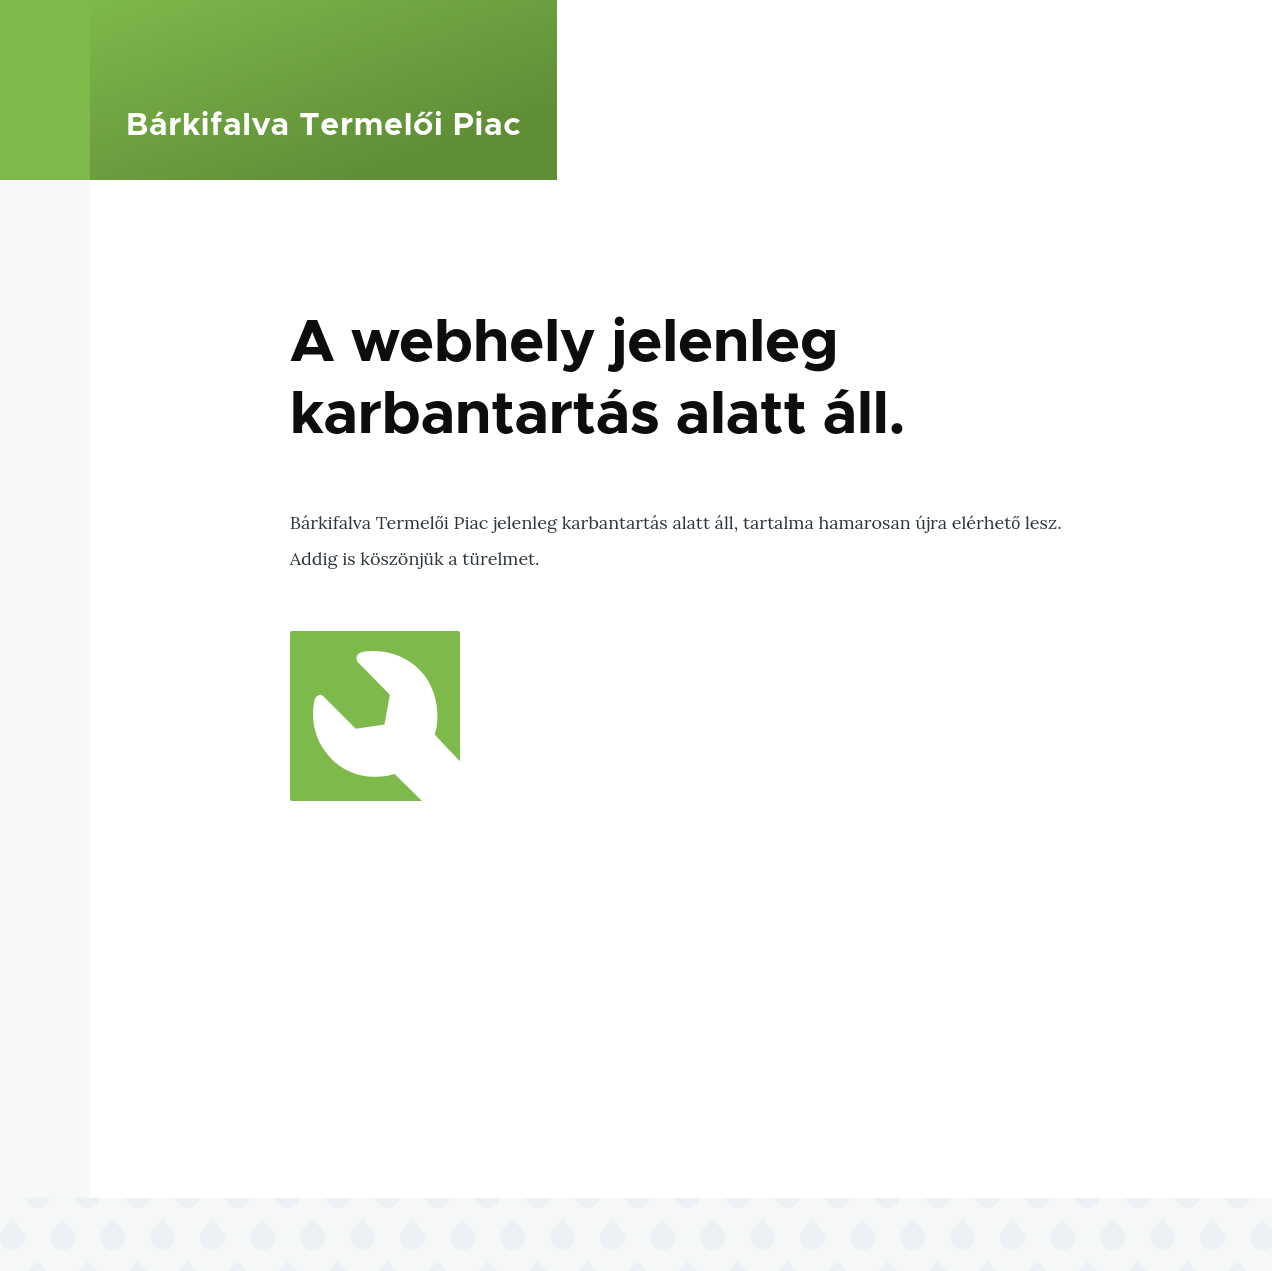 Bárkifalva Termelői Piac
A webhely jelenleg
karbantartás alatt áll.
Bárkifalva Termelői Piac jelenleg karbantartás alatt áll, tartalma hamarosan újra elérhető lesz.
Addig is köszönjük a türelmet.